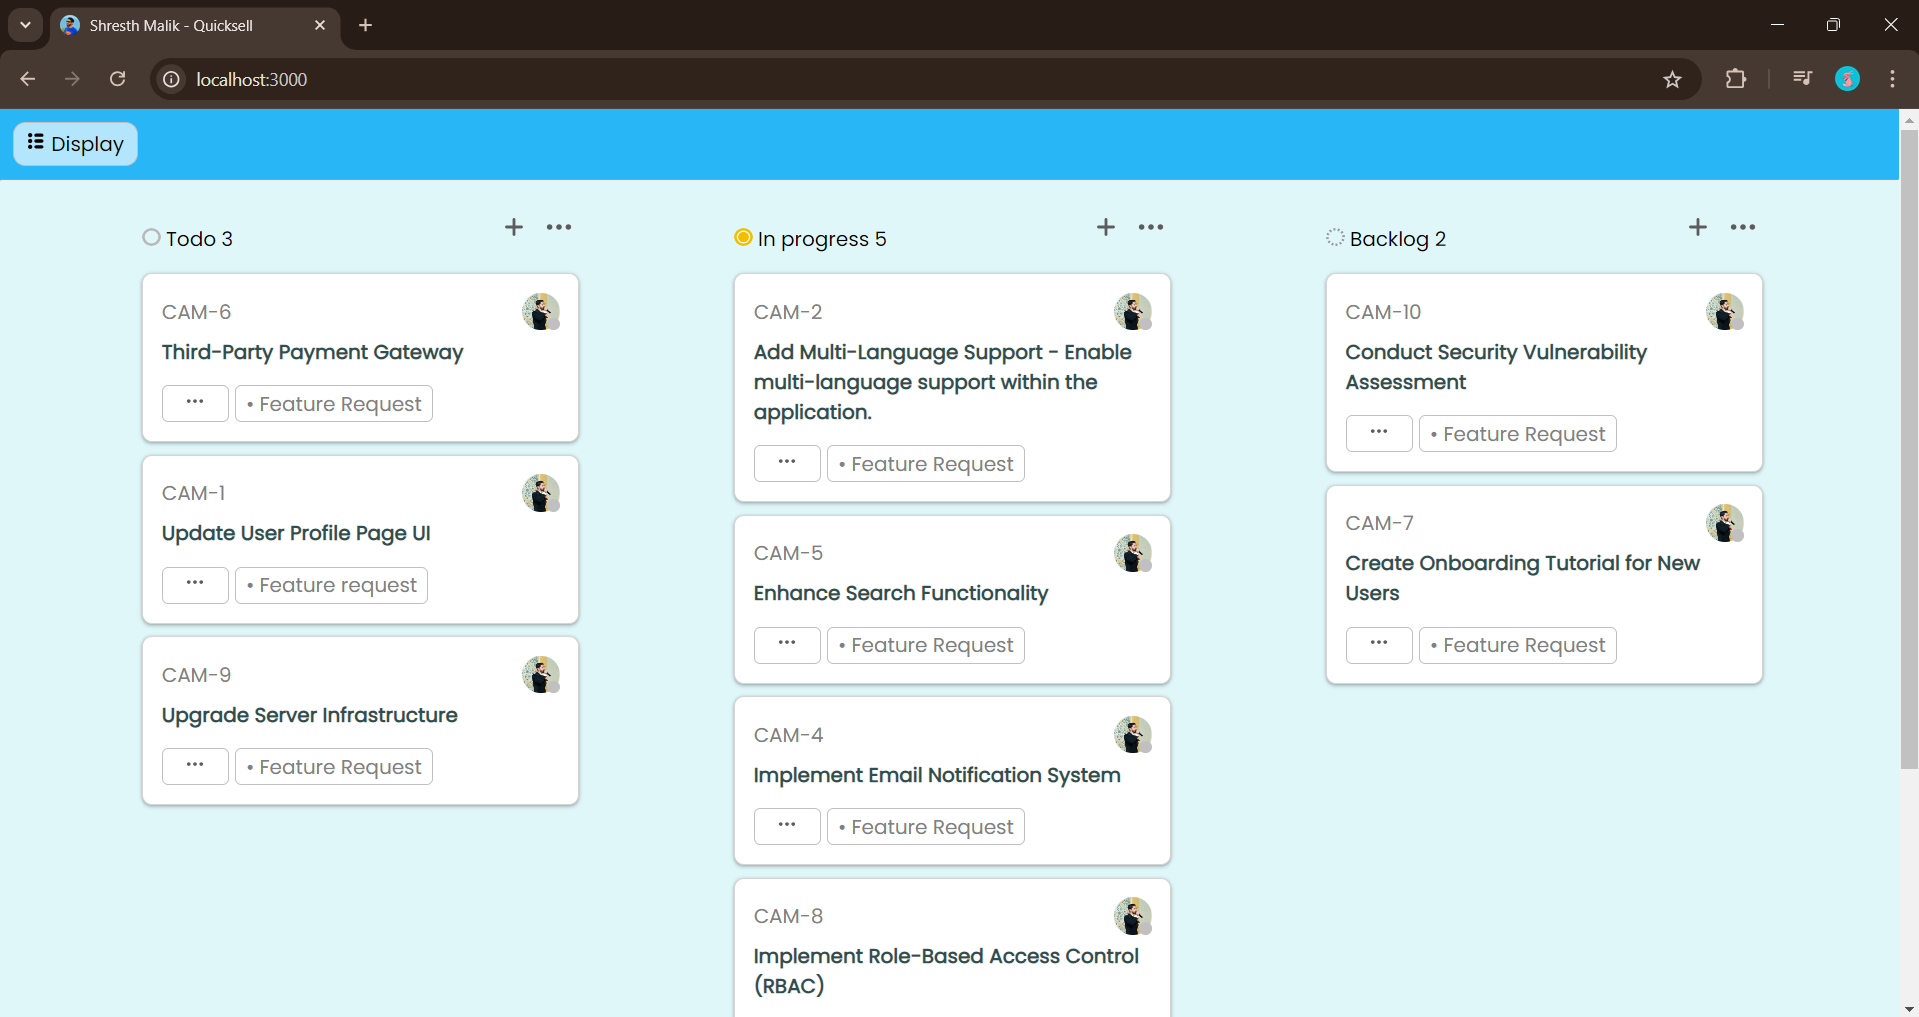 Shresth Malik - Quicksell
localhost:3000
Display
Todo 3
CAM-6
Third-Party Payment Gateway
• Feature Request
CAM-1
Update User Profile Page UI
• Feature request
CAM-9
Upgrade Server Infrastructure
• Feature Request
In progress 5
CAM-2
Add Multi-Language Support - Enable
multi-language support within the
application.
• Feature Request
CAM-5
Enhance Search Functionality
• Feature Request
CAM-4
Implement Email Notification System
• Feature Request
CAM-8
Implement Role-Based Access Control
(RBAC)
Backlog 2
CAM-10
Conduct Security Vulnerability
Assessment
• Feature Request
CAM-7
Create Onboarding Tutorial for New
Users
• Feature Request